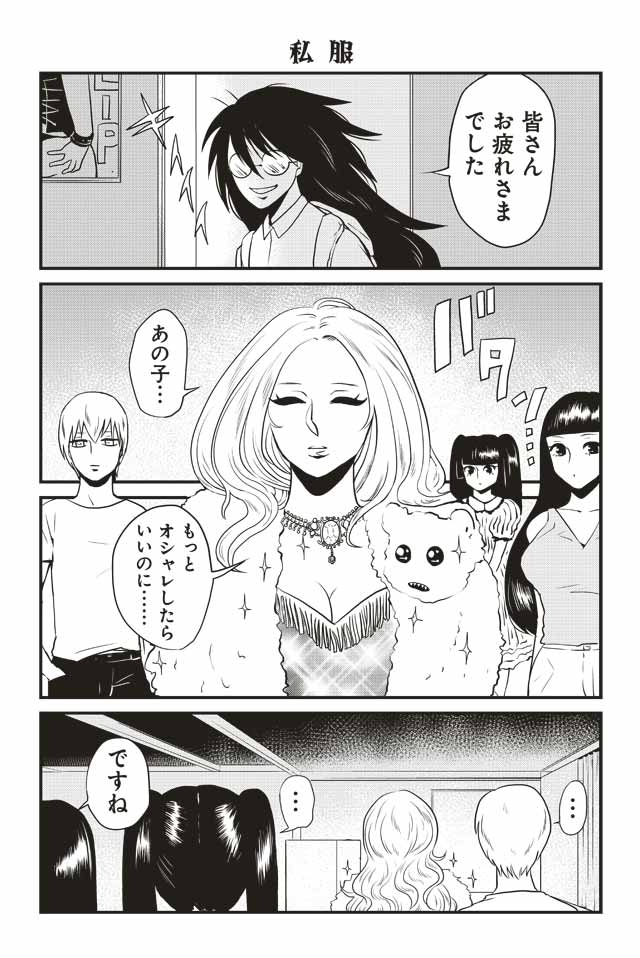 私服
皆さん
お疲れさま
でした
バタン…
あの子…
もっと
オシャレしたら
いいのに……
…
…
ですね